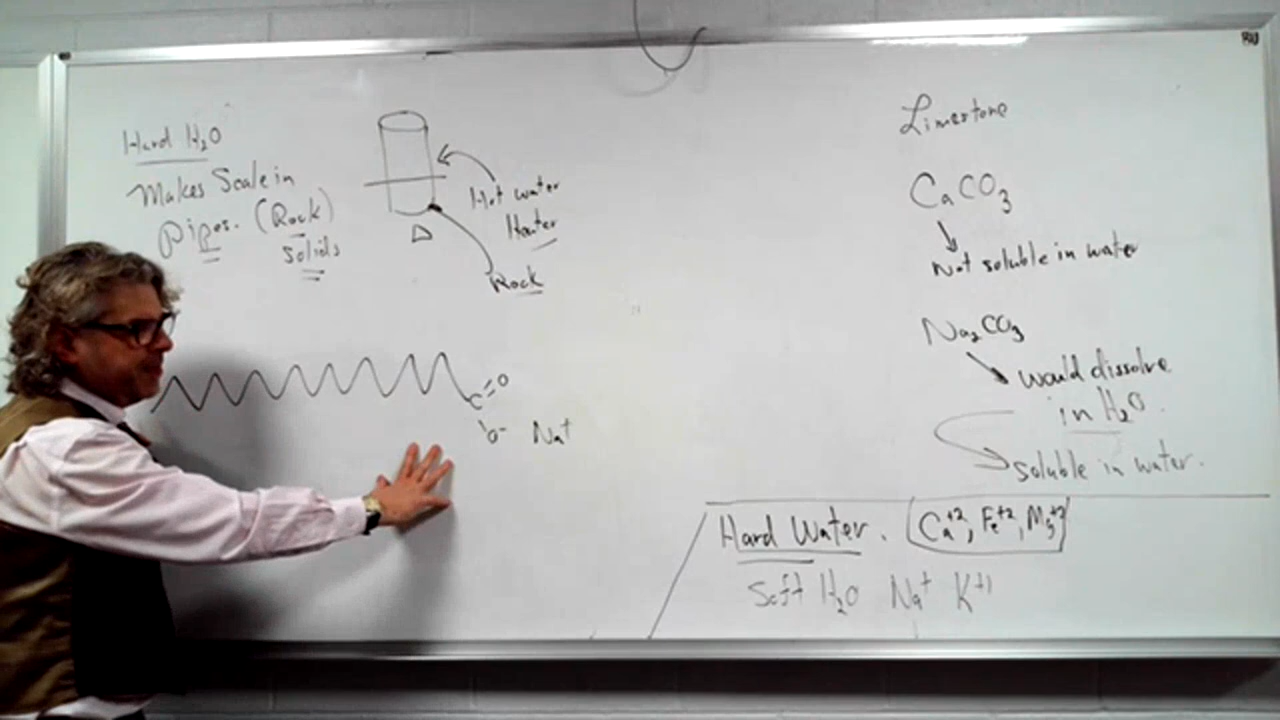 Hard H₂O
Makes Scale in
Pipes. (Rock)
Solids
Hot water
Heater
Δ
Rock
C
O
O⁻ Na⁺
Limestone
CaCO₃
Not soluble in water
Na₂CO₃
would dissolve
in H₂O.
soluble in water.
Hard Water. Ca⁺², Fe⁺², Mg⁺²
Soft H₂O Na⁺ K⁺¹